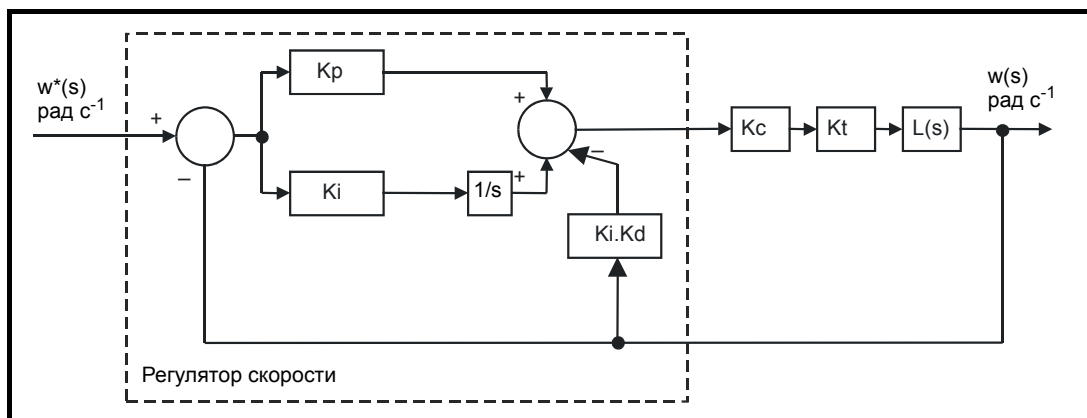 w*(s)
рад с⁻¹
+
–
Kp
Ki
1/s
+
+
–
Ki.Kd
Kc
Kt
L(s)
w(s)
рад с⁻¹
Регулятор скорости